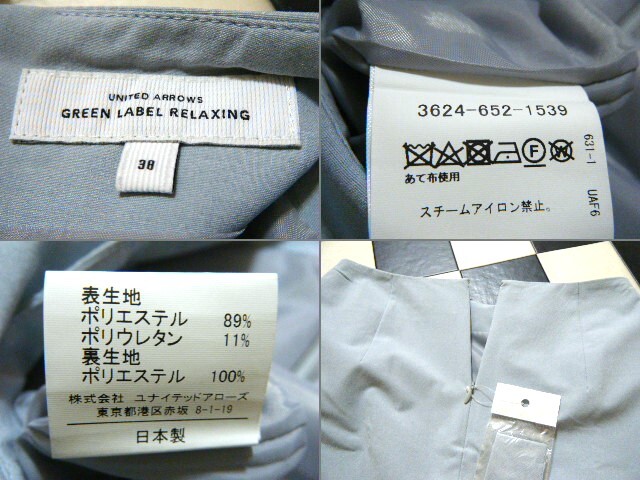 UNITED ARROWS
GREEN LABEL RELAXING
38
3624-652-1539
あて布使用
スチームアイロン禁止。
631-1 UAF6
表生地
ポリエステル 89%
ポリウレタン 11%
裏生地
ポリエステル 100%
株式会社 ユナイテッドアローズ
東京都港区赤坂 8-1-19
日本製